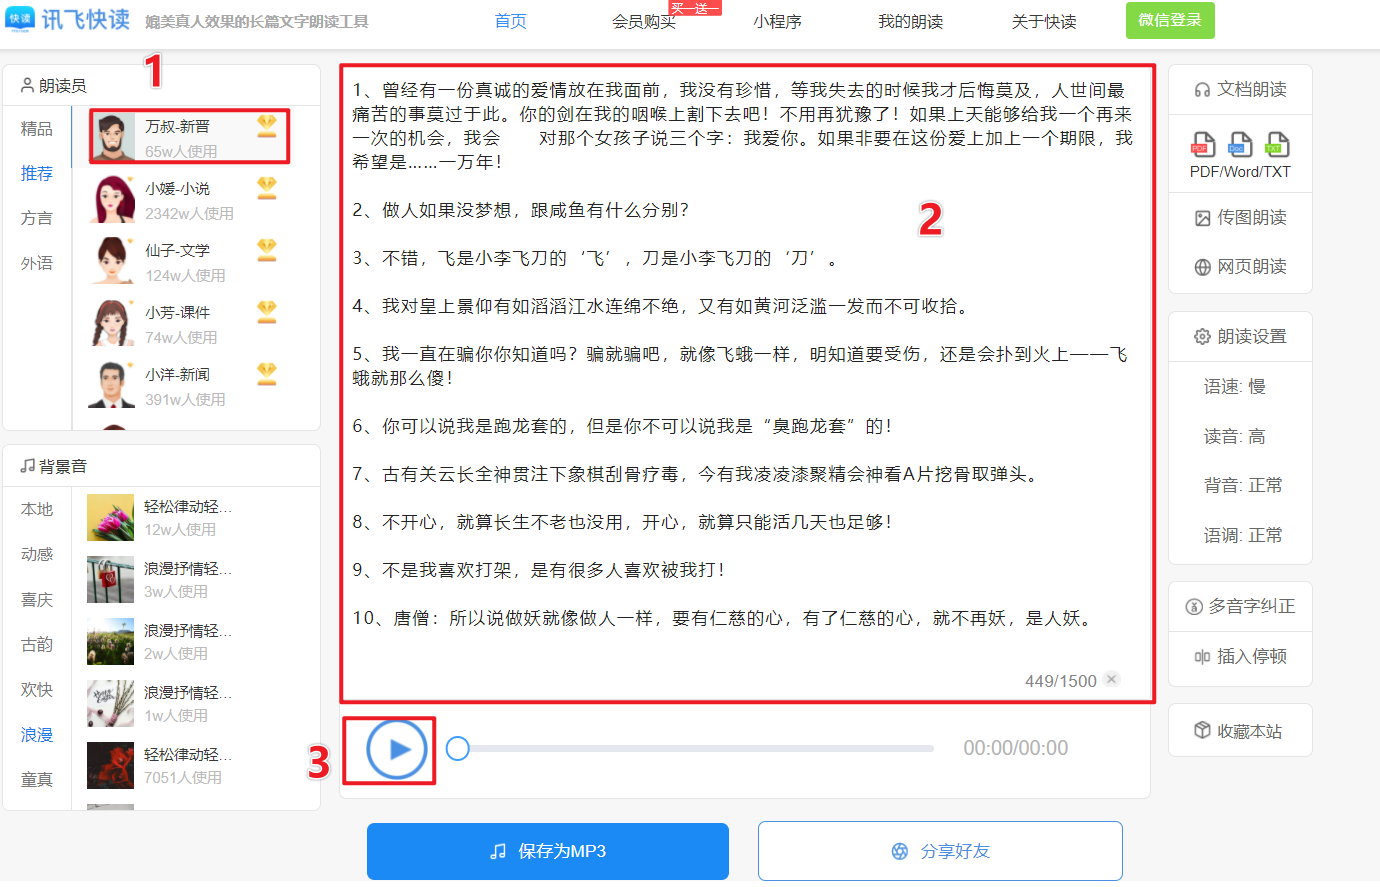 快读
讯飞快读
媲美真人效果的长篇文字朗读工具
首页
会员购买
买一送一
小程序
我的朗读
关于快读
微信登录
1
朗读员
精品
推荐
方言
外语
万叔-新晋
65w人使用
小媛-小说
2342w人使用
仙子-文学
124w人使用
小芳-课件
74w人使用
小洋-新闻
391w人使用
背景音
本地
动感
喜庆
古韵
欢快
浪漫
童真
轻松律动轻...
12w人使用
浪漫抒情轻...
3w人使用
浪漫抒情轻...
2w人使用
浪漫抒情轻...
1w人使用
轻松律动轻...
7051人使用
1、曾经有一份真诚的爱情放在我面前，我没有珍惜，等我失去的时候我才后悔莫及，人世间最
痛苦的事莫过于此。你的剑在我的咽喉上割下去吧！不用再犹豫了！如果上天能够给我一个再来
一次的机会，我会　　对那个女孩子说三个字：我爱你。如果非要在这份爱上加上一个期限，我
希望是……一万年！
2、做人如果没梦想，跟咸鱼有什么分别？
3、不错，飞是小李飞刀的‘飞’，刀是小李飞刀的‘刀’。
4、我对皇上景仰有如滔滔江水连绵不绝，又有如黄河泛滥一发而不可收拾。
5、我一直在骗你你知道吗？骗就骗吧，就像飞蛾一样，明知道要受伤，还是会扑到火上——飞
蛾就那么傻！
6、你可以说我是跑龙套的，但是你不可以说我是“臭跑龙套”的！
7、古有关云长全神贯注下象棋刮骨疗毒，今有我凌凌漆聚精会神看A片挖骨取弹头。
8、不开心，就算长生不老也没用，开心，就算只能活几天也足够！
9、不是我喜欢打架，是有很多人喜欢被我打！
10、唐僧：所以说做妖就像做人一样，要有仁慈的心，有了仁慈的心，就不再妖，是人妖。
2
449/1500
3
00:00/00:00
保存为MP3
分享好友
文档朗读
PDF
Doc
TXT
PDF/Word/TXT
传图朗读
网页朗读
朗读设置
语速: 慢
读音: 高
背音: 正常
语调: 正常
多音字纠正
插入停顿
收藏本站